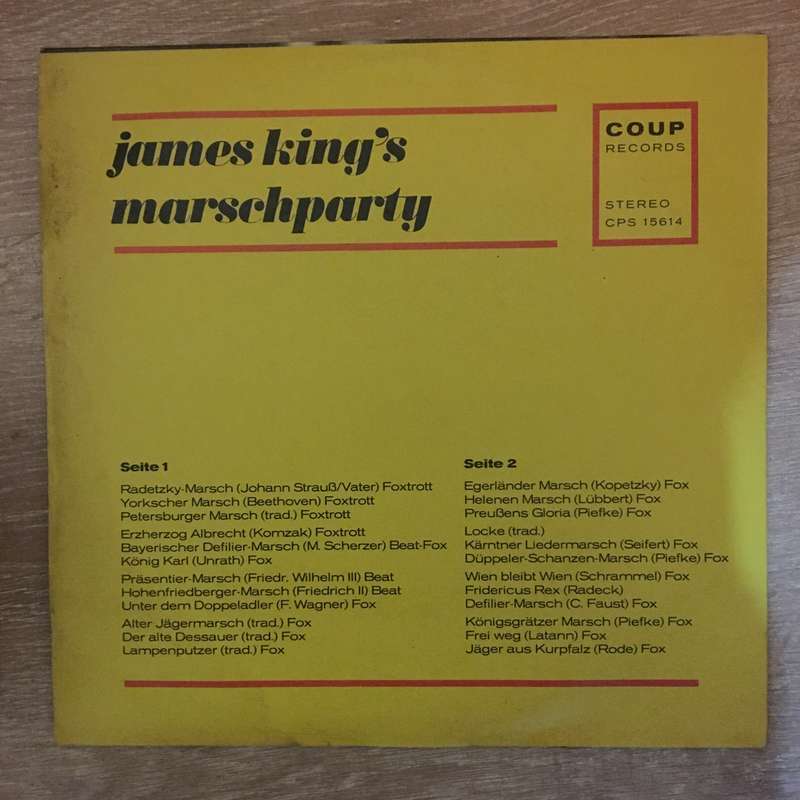 james king's
marschparty
COUP
RECORDS
STEREO
CPS 15614
Seite 1
Radetzky-Marsch (Johann Strauß/Vater) Foxtrott
Yorkscher Marsch (Beethoven) Foxtrott
Petersburger Marsch (trad.) Foxtrott
Erzherzog Albrecht (Komzak) Foxtrott
Bayerischer Defilier-Marsch (M. Scherzer) Beat-Fox
König Karl (Unrath) Fox
Präsentier-Marsch (Friedr. Wilhelm III) Beat
Hohenfriedberger-Marsch (Friedrich II) Beat
Unter dem Doppeladler (F. Wagner) Fox
Alter Jägermarsch (trad.) Fox
Der alte Dessauer (trad.) Fox
Lampenputzer (trad.) Fox
Seite 2
Egerländer Marsch (Kopetzky) Fox
Helenen Marsch (Lübbert) Fox
Preußens Gloria (Piefke) Fox
Locke (trad.)
Kärntner Liedermarsch (Seifert) Fox
Düppeler-Schanzen-Marsch (Piefke) Fox
Wien bleibt Wien (Schrammel) Fox
Fridericus Rex (Radeck)
Defilier-Marsch (C. Faust) Fox
Königsgrätzer Marsch (Piefke) Fox
Frei weg (Latann) Fox
Jäger aus Kurpfalz (Rode) Fox